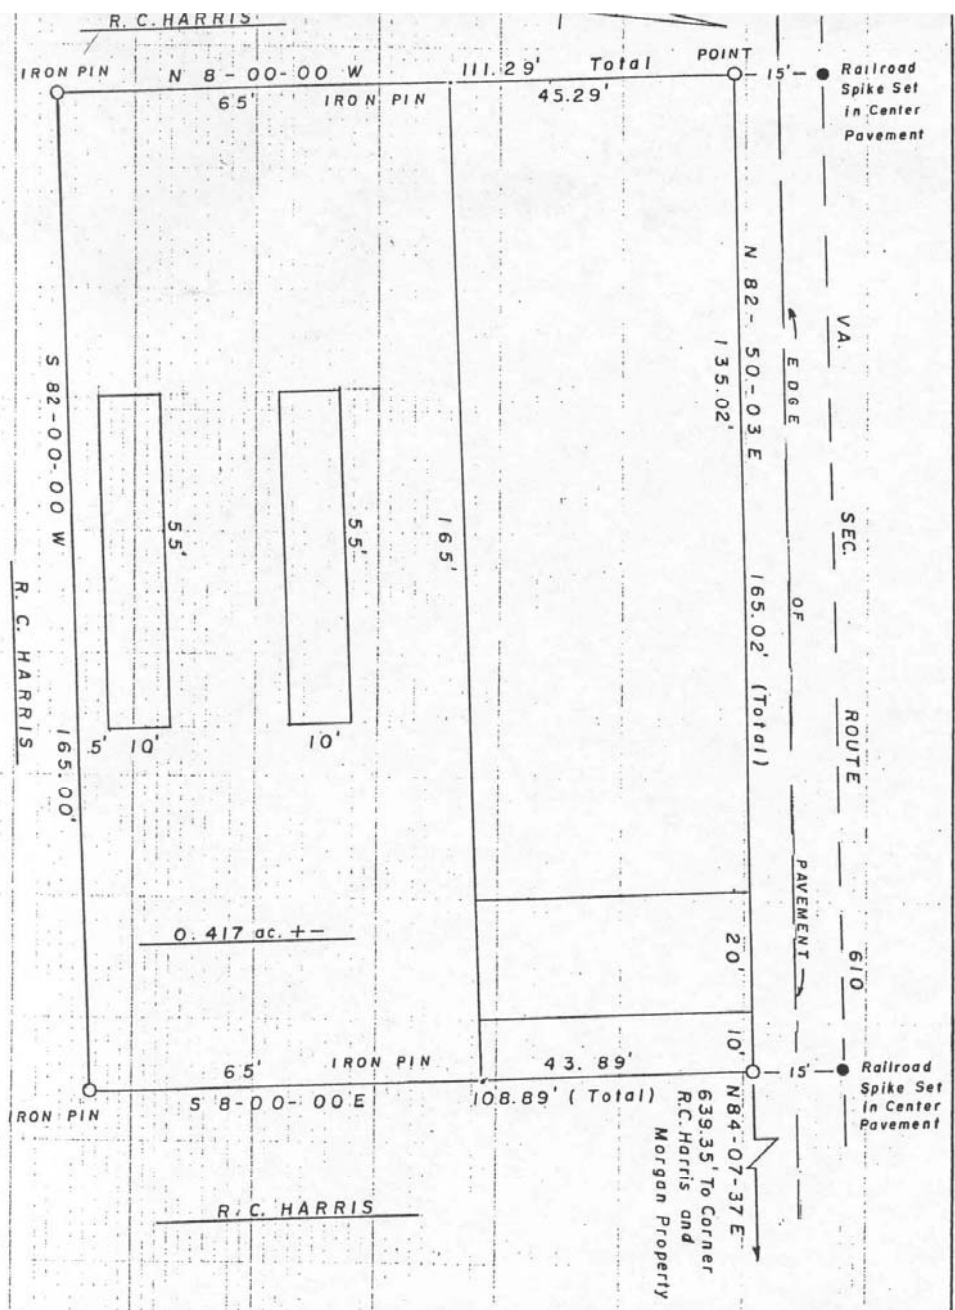 R. C. HARRIS
IRON PIN
N 8-00-00 W
111.29' Total
POINT
15'
Railroad
Spike Set
in Center
Pavement
65'
IRON PIN
45.29'
N 82-50-03 E
135.02'
165.02' (Total)
EDGE
OF
PAVEMENT
VA.
SEC.
ROUTE
610
S 82-00-00 W
165.00'
R. C. HARRIS
55'
55'
165'
.5'
10'
10'
0.417 ac. +-
20'
10'
65'
IRON PIN
43.89'
15'
Railroad
Spike Set
in Center
Pavement
IRON PIN
S 8-00-00 E
108.89' (Total)
N84-07-37 E
639.35' To Corner
R.C. Harris and
Morgan Property
R. C. HARRIS